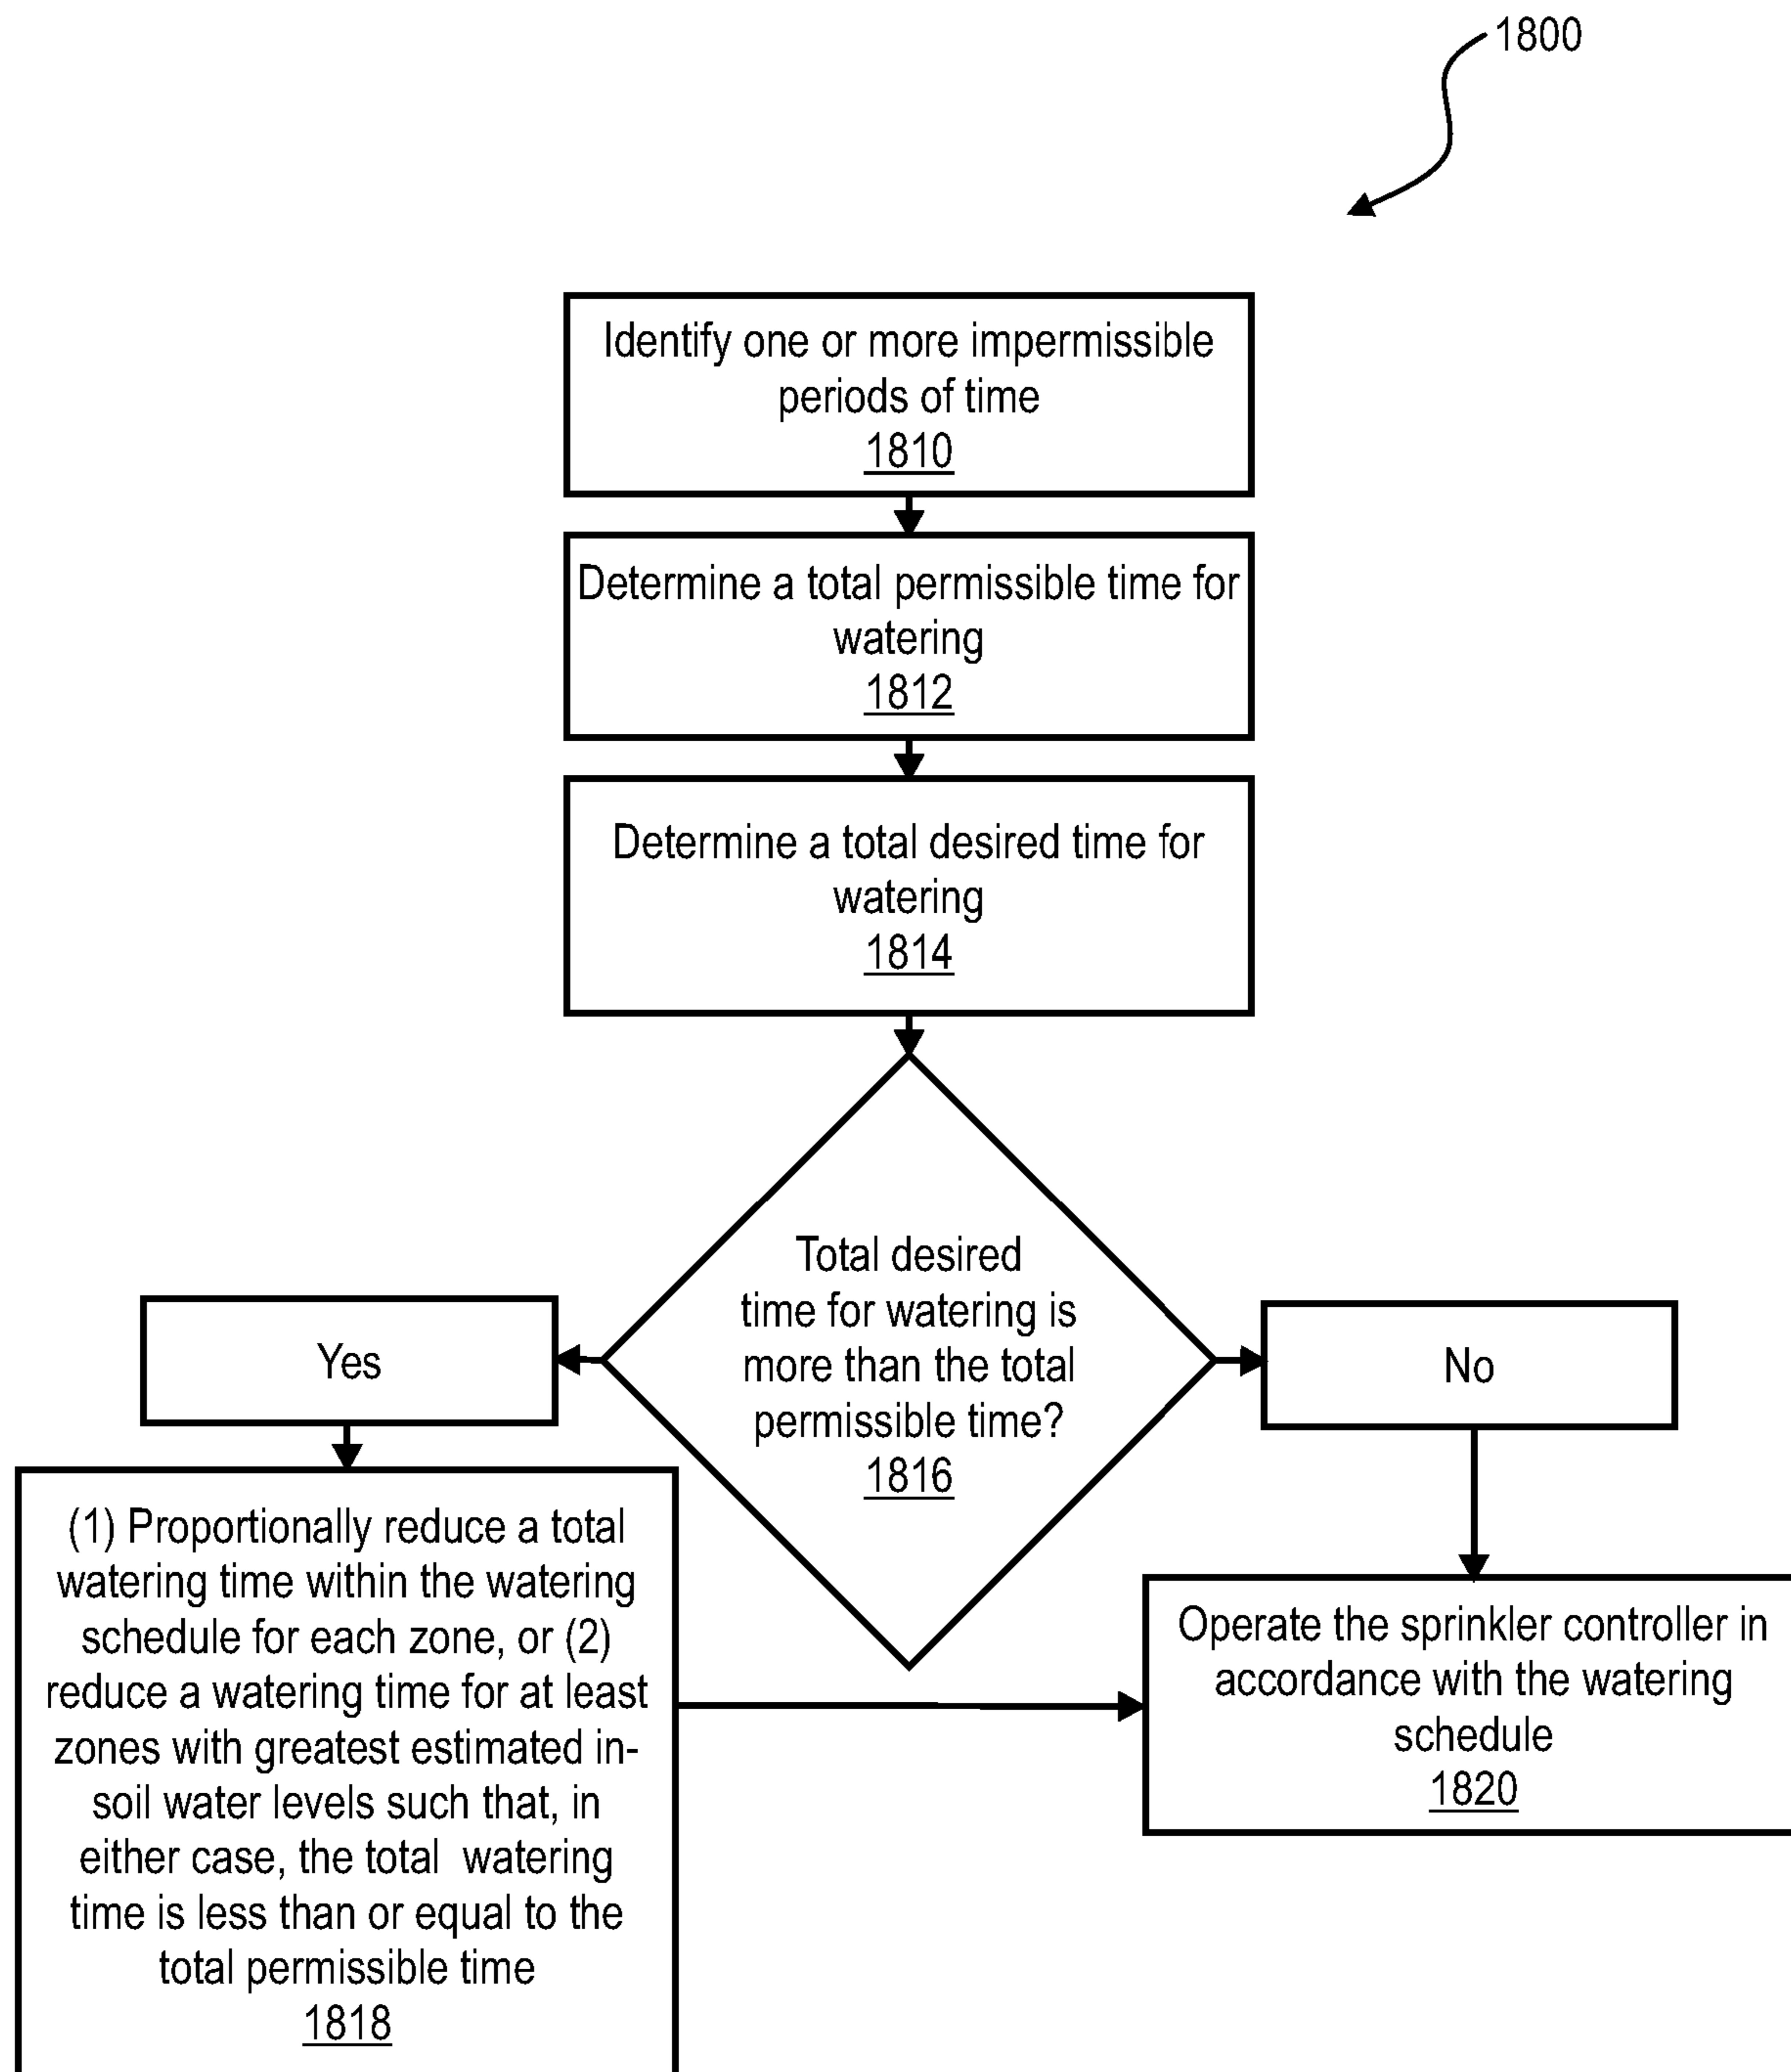 1800
Identify one or more impermissible
periods of time
1810
Determine a total permissible time for
watering
1812
Determine a total desired time for
watering
1814
Total desired
time for watering is
more than the total
permissible time?
1816
Yes
No
(1) Proportionally reduce a total
watering time within the watering
schedule for each zone, or (2)
reduce a watering time for at least
zones with greatest estimated in-
soil water levels such that, in
either case, the total watering
time is less than or equal to the
total permissible time
1818
Operate the sprinkler controller in
accordance with the watering
schedule
1820